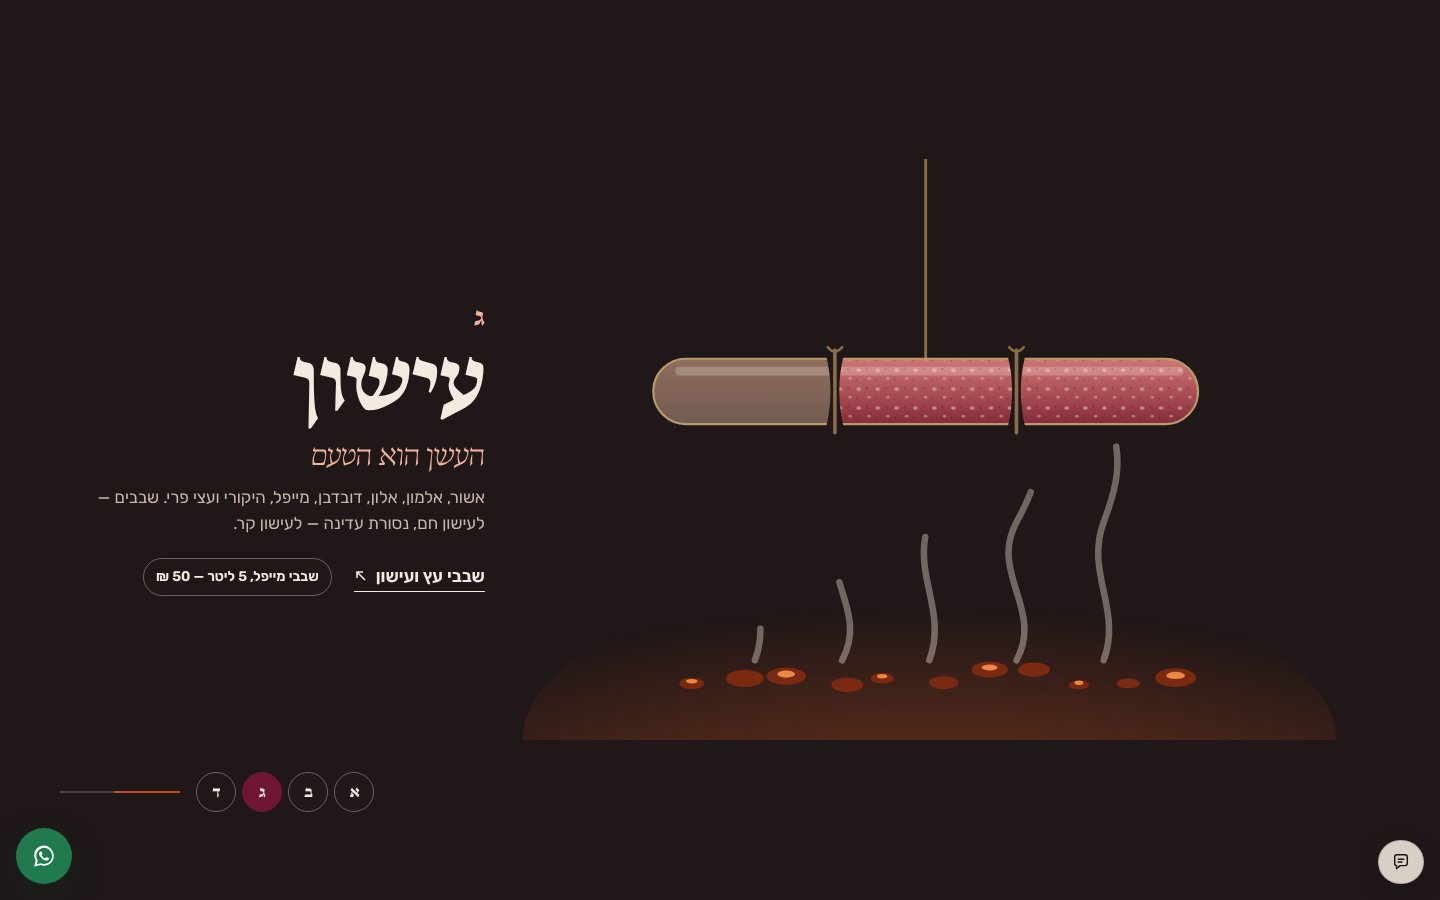 ג
עישון
העשן הוא הטעם
אשור, אלמון, אלון, דובדבן, מייפל, היקורי ועצי פרי. שבבים —
לעישון חם, נסורת עדינה — לעישון קר.
שבבי עץ ועישון ↖
שבבי מייפל, 5 ליטר — 50 ₪
א ב ג ד